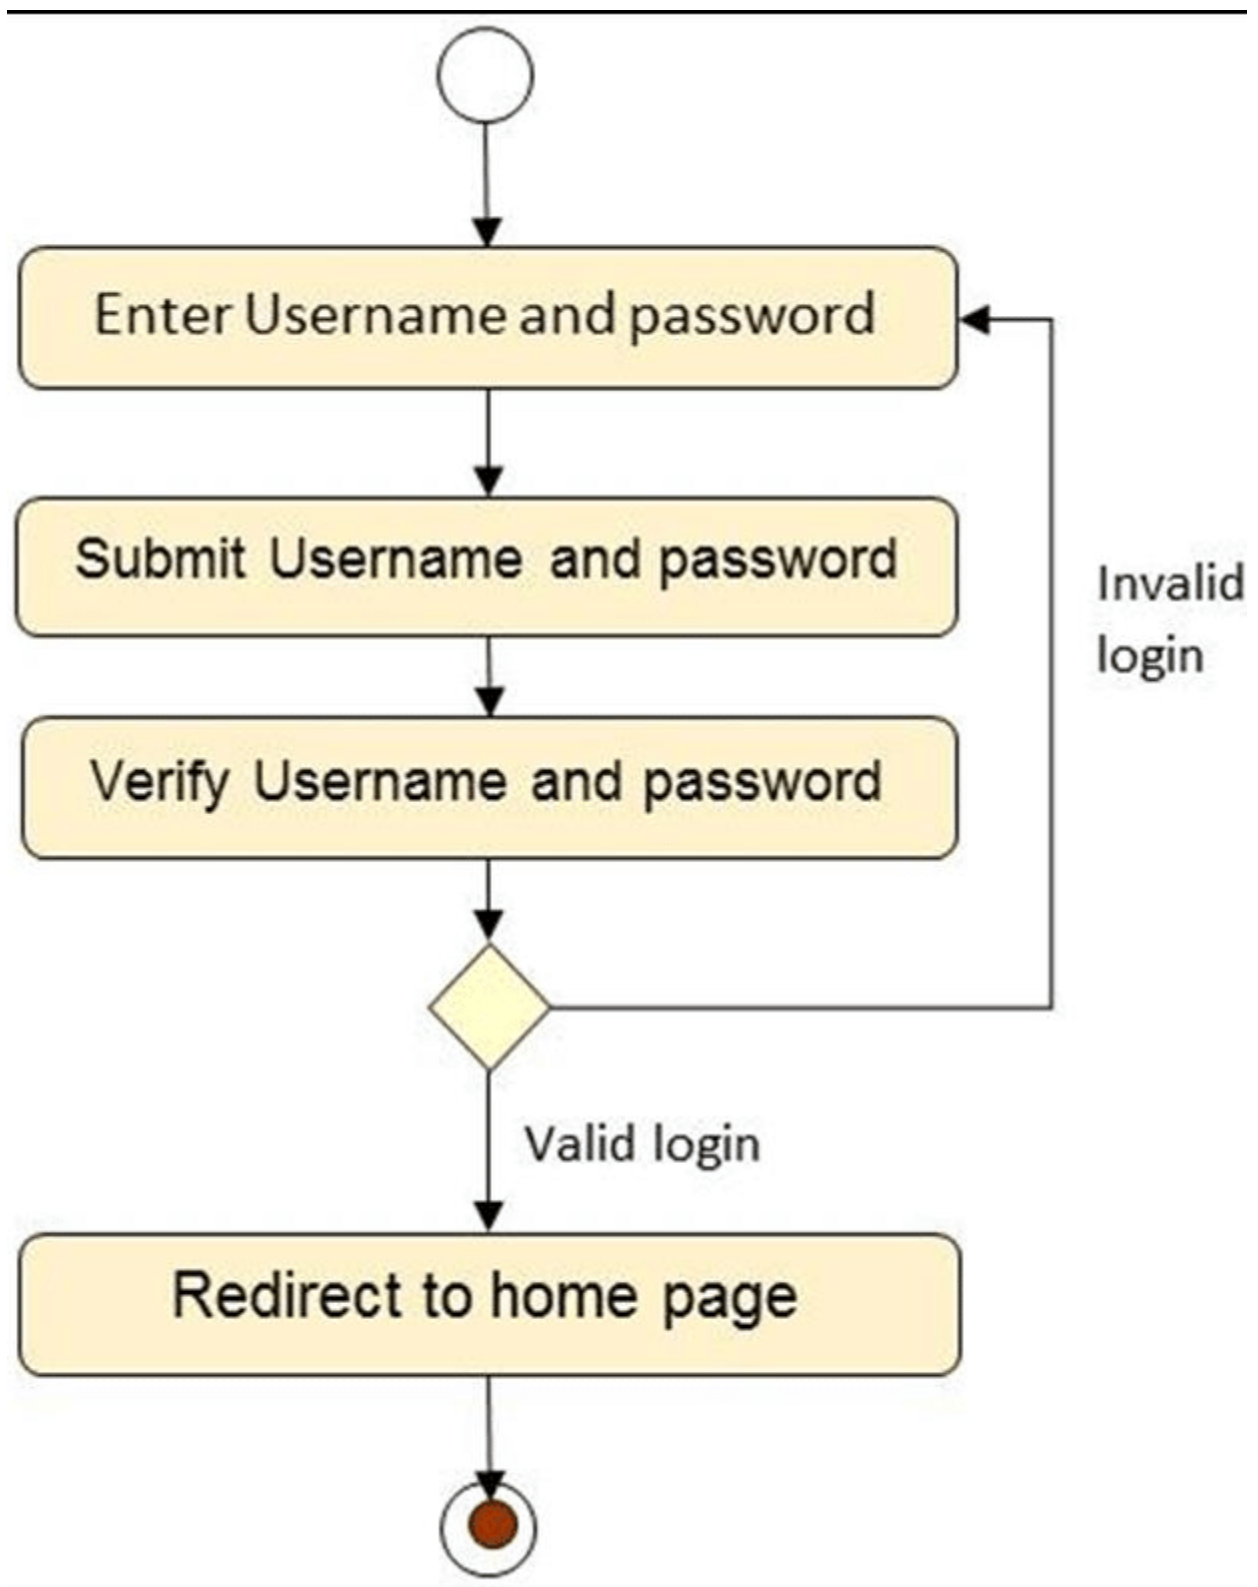 Enter Username and password
Submit Username and password
Invalid
login
Verify Username and password
Valid login
Redirect to home page